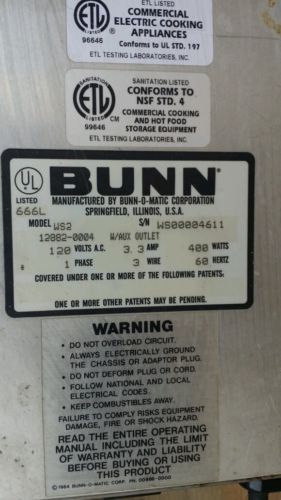 ETL LISTED
COMMERCIAL
ELECTRIC COOKING
APPLIANCES
Conforms to UL STD. 197
ETL TESTING LABORATORIES, INC.
ETL
LISTED
96646
SANITATION
ETL
LISTED
CM
99646
SANITATION LISTED
CONFORMS TO
NSF STD. 4
COMMERCIAL COOKING
AND HOT FOOD
STORAGE EQUIPMENT
ETL TESTING LABORATORIES, INC.
UL
LISTED
666L
BUNN
MANUFACTURED BY BUNN-O-MATIC CORPORATION
SPRINGFIELD, ILLINOIS, U.S.A.
MODEL WS2 S/N WS00004611
12882-0004 W/AUX OUTLET
120 VOLTS A.C. 3.3 AMP 400 WATTS
1 PHASE 3 WIRE 60 HERTZ
COVERED UNDER ONE OR MORE OF THE FOLLOWING PATENTS.
ONE OR MORE OTHER PATENTS MAY BE PENDING.
WARNING
• DO NOT OVERLOAD CIRCUIT.
• ALWAYS ELECTRICALLY GROUND
THE CHASSIS OR ADAPTOR PLUG.
• DO NOT DEFORM PLUG OR CORD.
• FOLLOW NATIONAL AND LOCAL
ELECTRICAL CODES.
• KEEP COMBUSTIBLES AWAY.
FAILURE TO COMPLY RISKS EQUIPMENT
DAMAGE, FIRE OR SHOCK HAZARD.
READ THE ENTIRE OPERATING
MANUAL INCLUDING THE LIMIT
OF WARRANTY AND LIABILITY
BEFORE BUYING OR USING
THIS PRODUCT
BUNN-O-MATIC CORP.